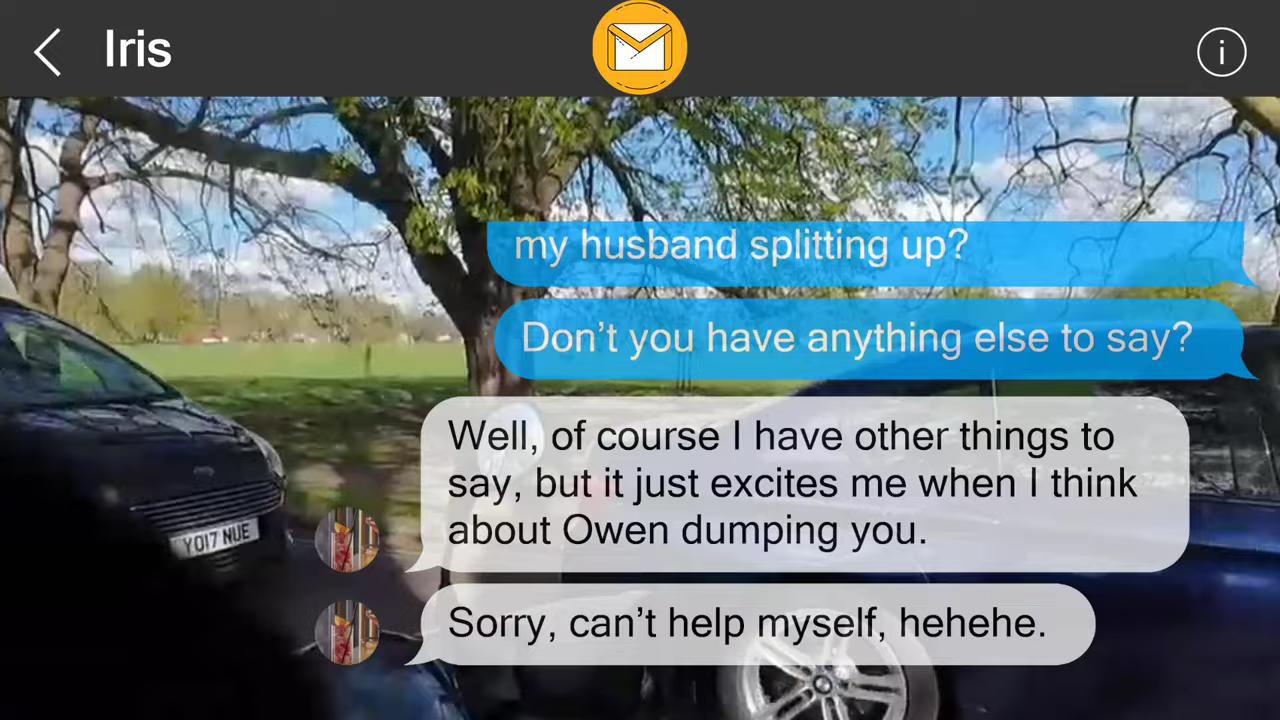 Iris
i
my husband splitting up?
Don’t you have anything else to say?
Well, of course I have other things to
say, but it just excites me when I think
about Owen dumping you.
Sorry, can’t help myself, hehehe.
YO17 NUE